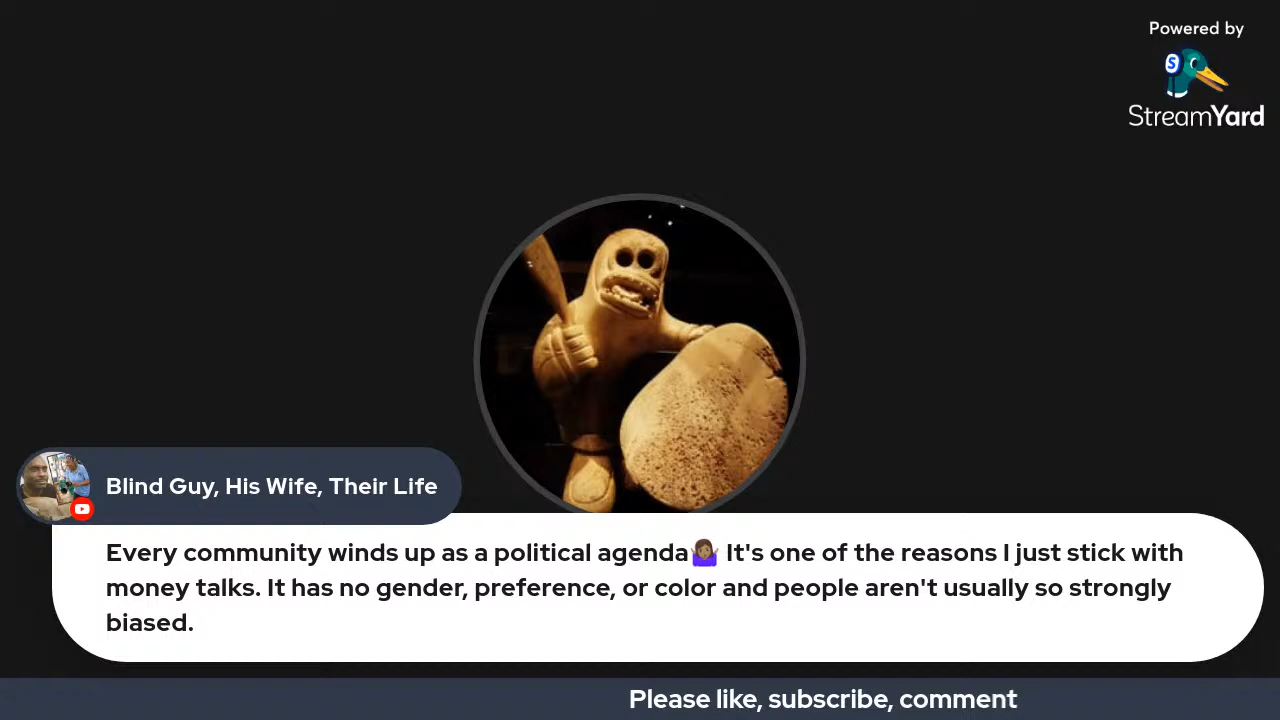 Powered by
S
StreamYard
Blind Guy, His Wife, Their Life
Every community winds up as a political agenda🤷🏾‍♀️ It's one of the reasons I just stick with
money talks. It has no gender, preference, or color and people aren't usually so strongly
biased.
Please like, subscribe, comment